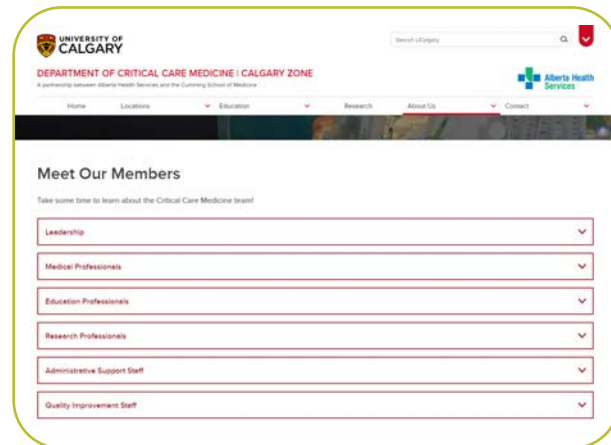 UNIVERSITY OF
CALGARY
Search UCalgary
DEPARTMENT OF CRITICAL CARE MEDICINE | CALGARY ZONE
A partnership between Alberta Health Services and the Cumming School of Medicine
Alberta Health
Services
Home Locations Education Research About Us Contact
Meet Our Members
Take some time to learn about the Critical Care Medicine team!
Leadership
Medical Professionals
Education Professionals
Research Professionals
Administrative Support Staff
Quality Improvement Staff